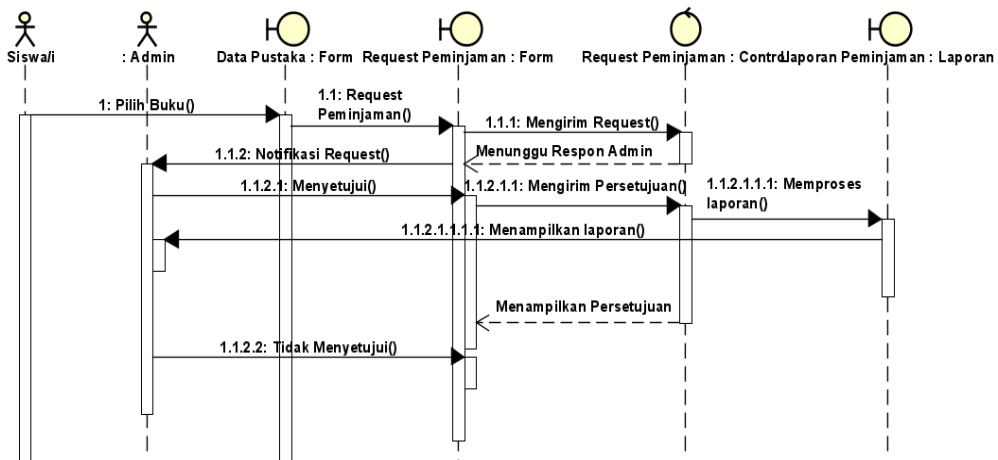 Siswa/i
: Admin
Data Pustaka : Form
Request Peminjaman : Form
Request Peminjaman : Control
Laporan Peminjaman : Laporan
1: Pilih Buku()
1.1: Request
Peminjaman()
1.1.1: Mengirim Request()
Menunggu Respon Admin
1.1.2: Notifikasi Request()
1.1.2.1: Menyetujui()
1.1.2.1.1: Mengirim Persetujuan()
1.1.2.1.1.1: Memproses
laporan()
1.1.2.1.1.1.1: Menampilkan laporan()
Menampilkan Persetujuan
1.1.2.2: Tidak Menyetujui()